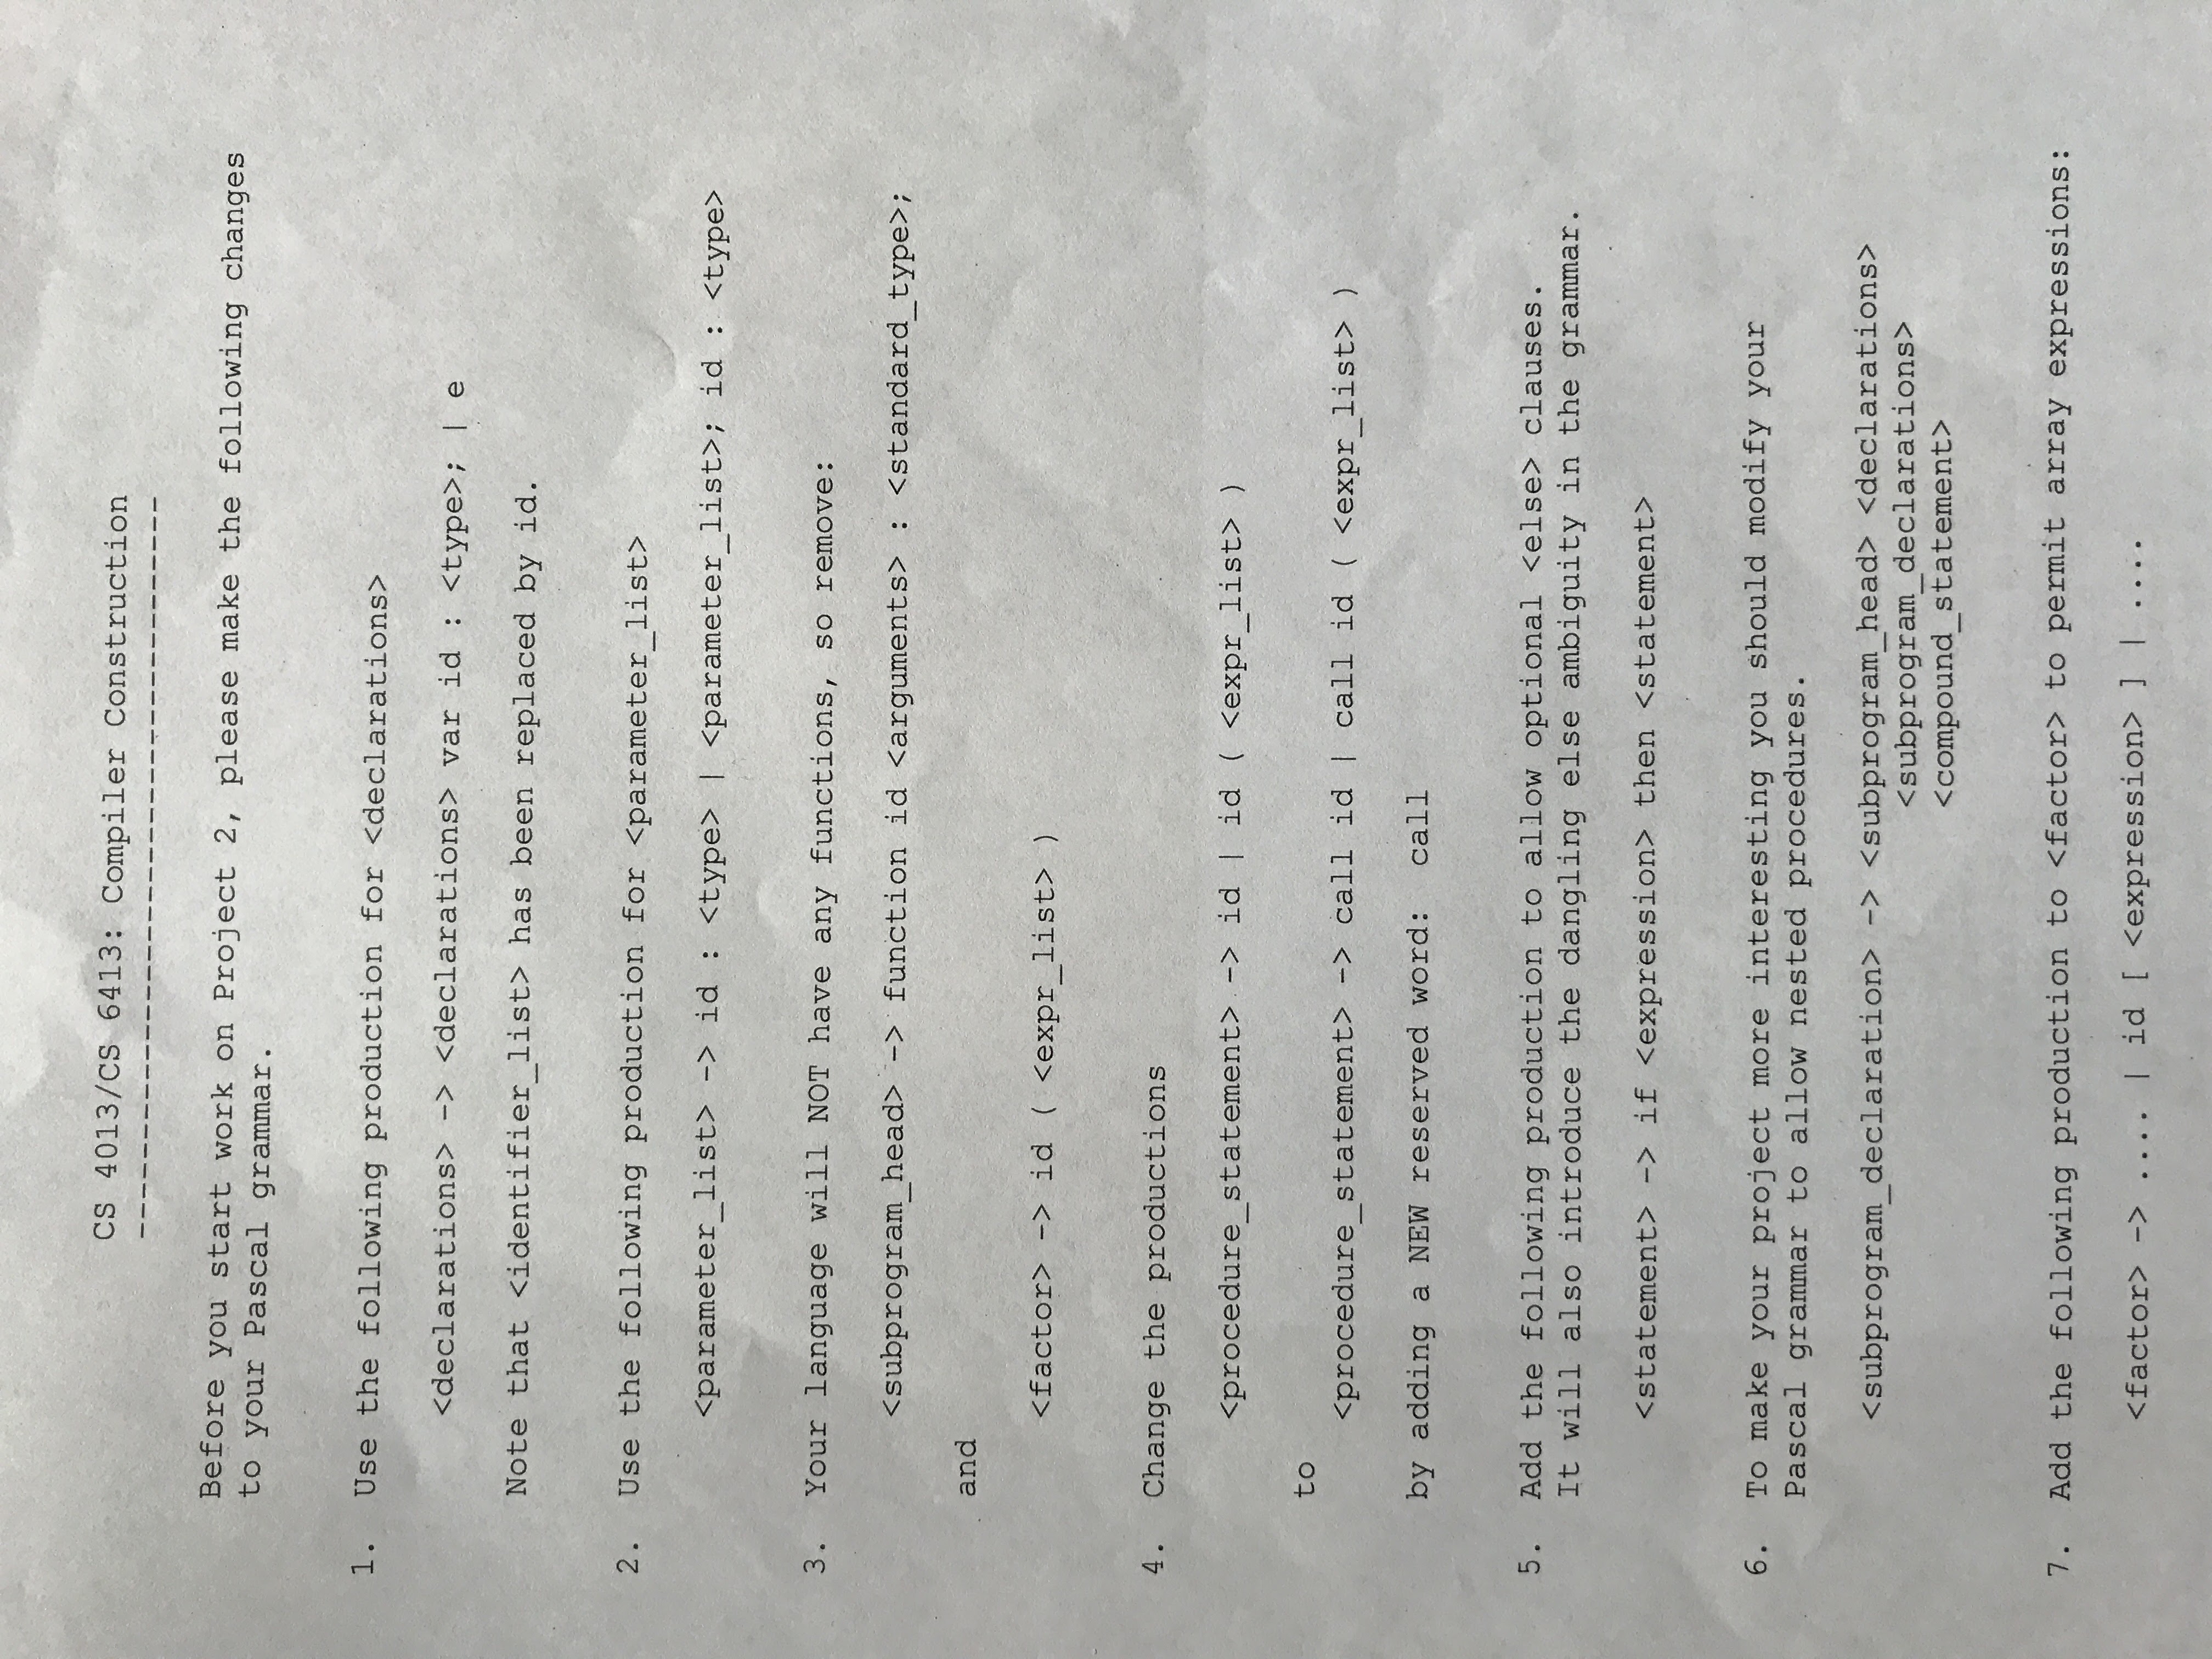 CS 4013/CS 6413: Compiler Construction
--------------------------------------
Before you start work on Project 2, please make the following changes
to your Pascal grammar.
1. Use the following production for <declarations>
<declarations> -> <declarations> var id : <type>; | e
Note that <identifier_list> has been replaced by id.
2. Use the following production for <parameter_list>
<parameter_list> -> id : <type> | <parameter_list>; id : <type>
3. Your language will NOT have any functions, so remove:
<subprogram_head> -> function id <arguments> : <standard_type>;
and
<factor> -> id ( <expr_list> )
4. Change the productions
<procedure_statement> -> id | id ( <expr_list> )
to
<procedure_statement> -> call id | call id ( <expr_list> )
by adding a NEW reserved word: call
5. Add the following production to allow optional <else> clauses.
It will also introduce the dangling else ambiguity in the grammar.
<statement> -> if <expression> then <statement>
6. To make your project more interesting you should modify your
Pascal grammar to allow nested procedures.
<subprogram_declaration> -> <subprogram_head> <declarations>
<subprogram_declarations>
<compound_statement>
7. Add the following production to <factor> to permit array expressions:
<factor> -> .... | id [ <expression> ] | ....